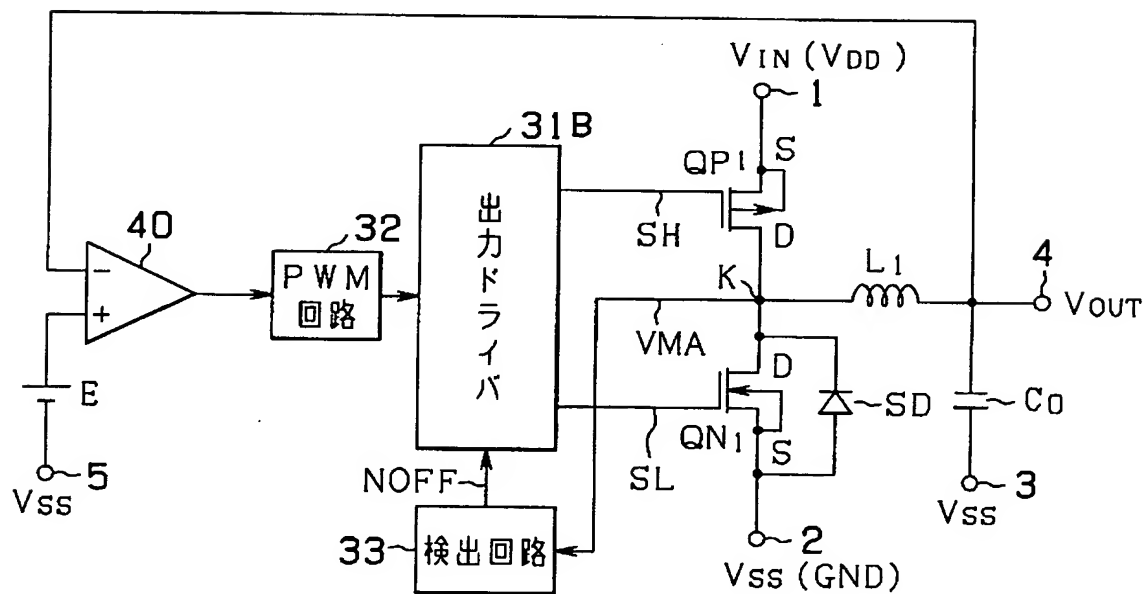 VIN (VDD)
1
31B
QP1
S
出力ドライバ
SH
D
40
32
PWM
回路
−
+
K
L1
4
VOUT
VMA
E
D
SD
C0
QN1
S
SL
5
VSS
NOFF
3
VSS
33
検出回路
2
VSS (GND)